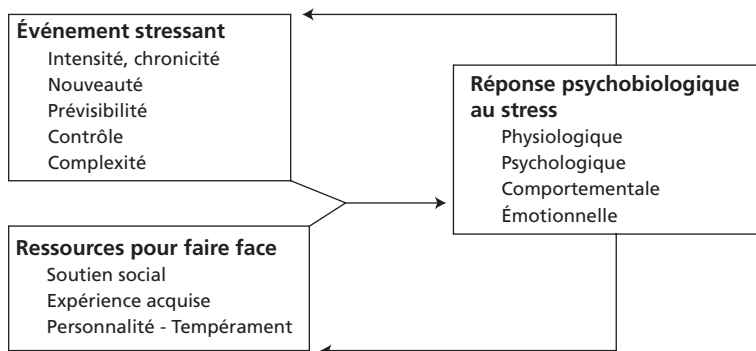 Événement stressant
Intensité, chronicité
Nouveauté
Prévisibilité
Contrôle
Complexité
Ressources pour faire face
Soutien social
Expérience acquise
Personnalité - Tempérament
Réponse psychobiologique
au stress
Physiologique
Psychologique
Comportementale
Émotionnelle